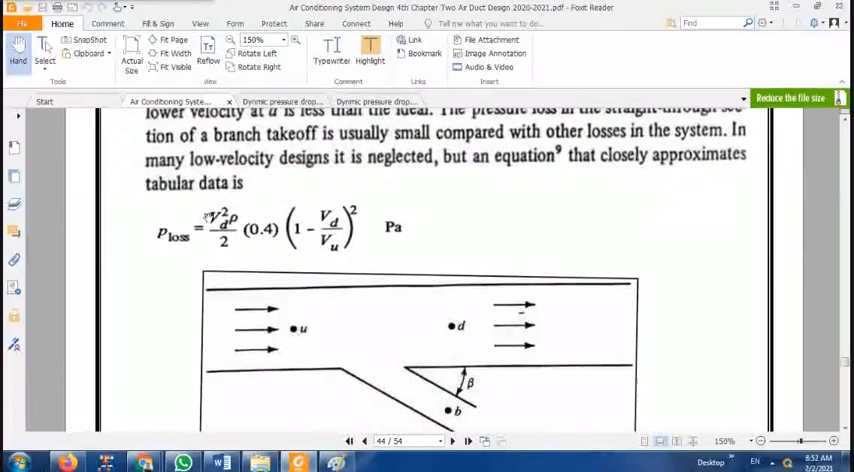 Air Conditioning System Design 4th Chapter Two Air Duct Design 2020-2021.pdf - Foxit Reader
File Home Comment Fill & Sign View Form Protect Share Connect Help Tell me what you want to do... Find
SnapShot Fit Page 150% Link File Attachment
Clipboard Fit Width Rotate Left Bookmark Image Annotation
Hand Select Fit Visible Actual Size Reflow Rotate Right Typewriter Highlight Audio & Video
Tools View Comment Links Insert
Start Air Conditioning Syste... Dynmic pressure drop... Dynmic pressure drop... Reduce the file size
lower velocity at d is less than the ideal. The pressure loss in the straight-through sec-
tion of a branch takeoff is usually small compared with other losses in the system. In
many low-velocity designs it is neglected, but an equation⁹ that closely approximates
tabular data is
p_loss = V_d²ρ/2 (0.4) (1 - V_d/V_u)² Pa
u d
β
b
44 / 54 150%
Desktop EN 8:52 AM
2/2/2021